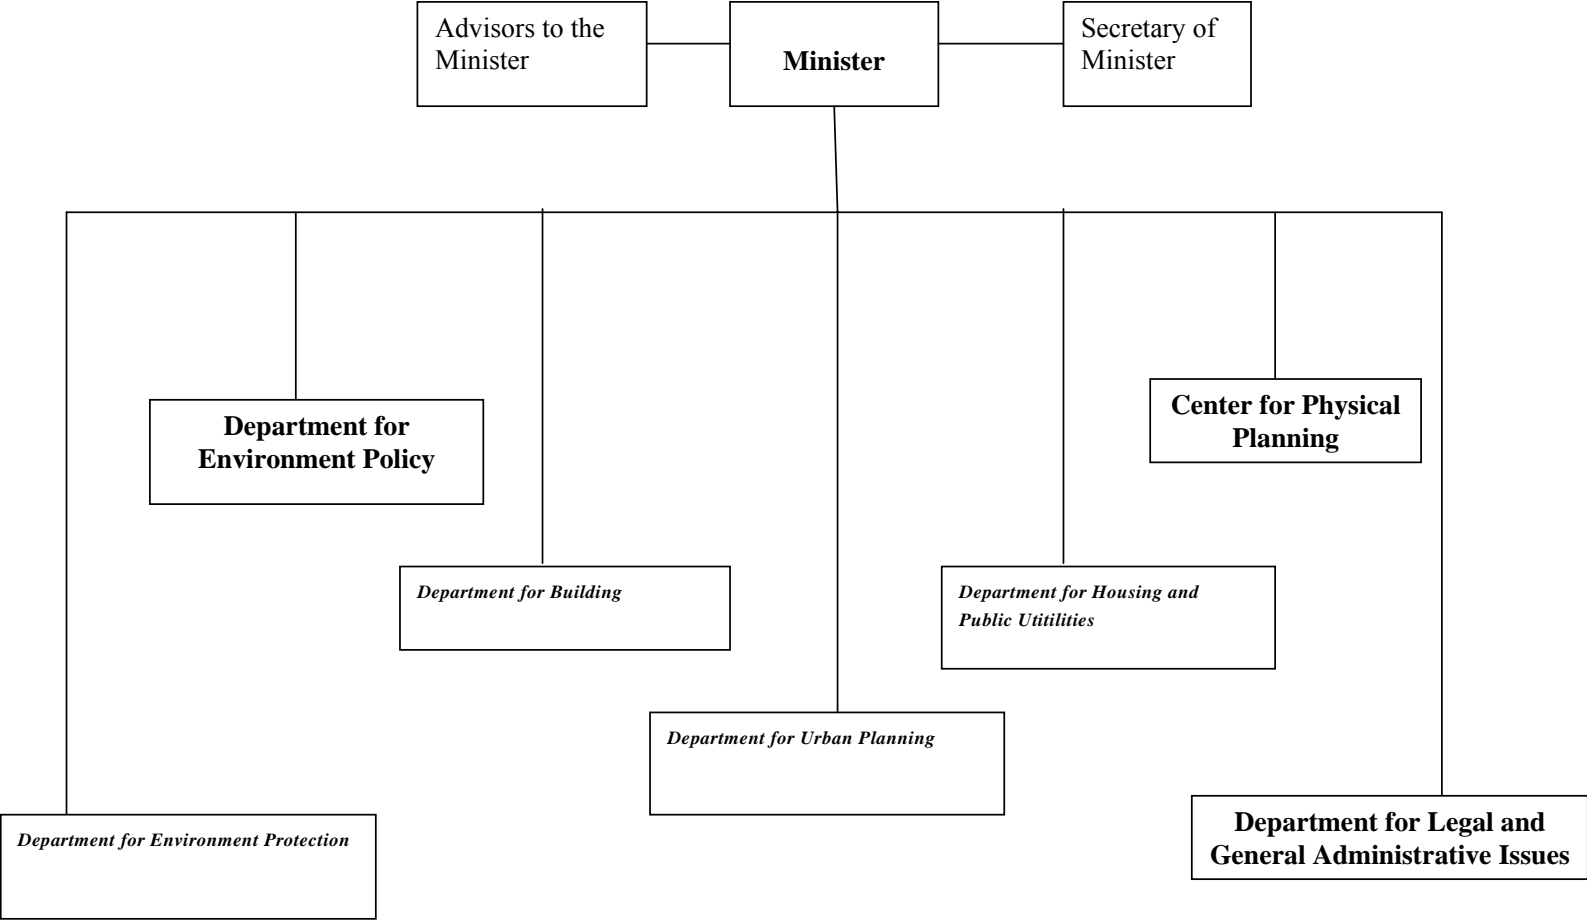 Advisors to the
Minister
Minister
Secretary of
Minister
Center for Physical
Planning
Department for
Environment Policy
Department for Building
Department for Housing and
Public Utitilities
Department for Urban Planning
Department for Legal and
General Administrative Issues
Department for Environment Protection